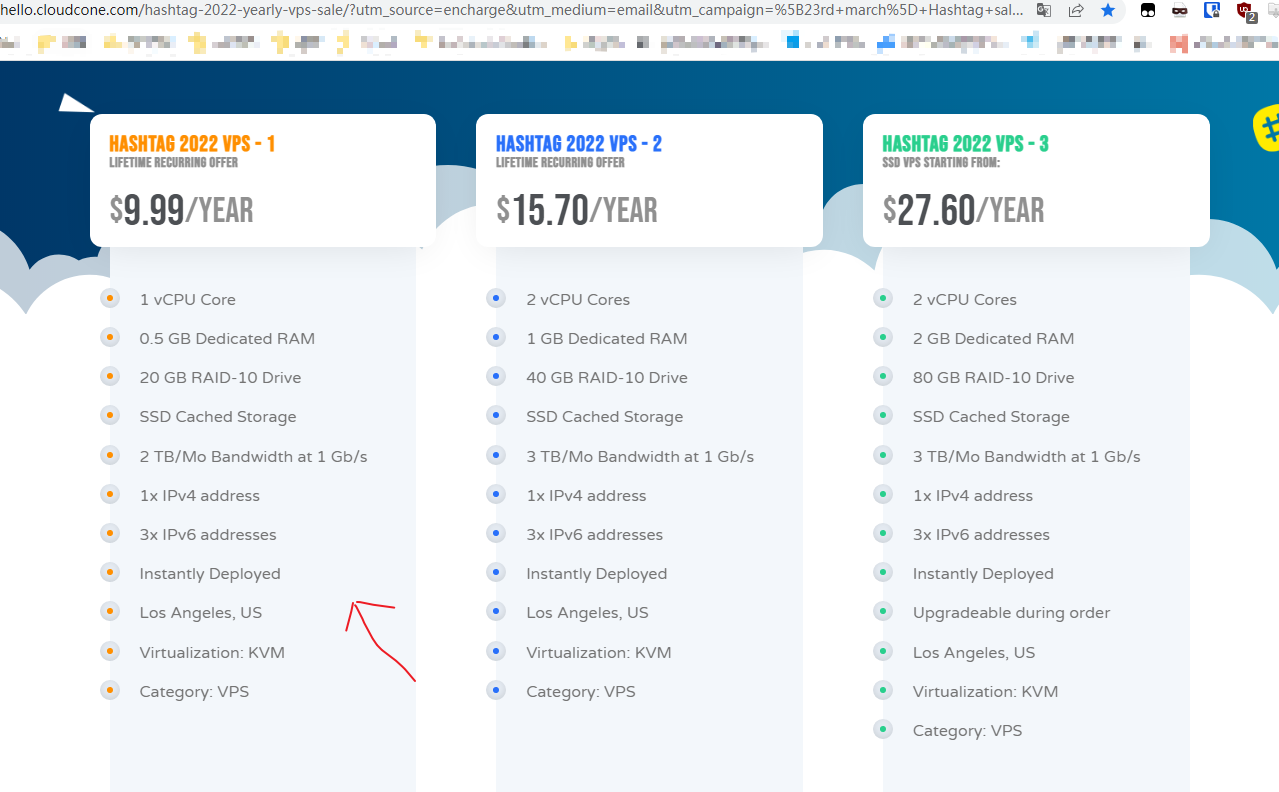 hello.cloudcone.com/hashtag-2022-yearly-vps-sale/?utm_source=encharge&utm_medium=email&utm_campaign=%5B23rd+march%5D+Hashtag+sal...
2
HASHTAG 2022 VPS - 1
LIFETIME RECURRING OFFER
$9.99/YEAR
1 vCPU Core
0.5 GB Dedicated RAM
20 GB RAID-10 Drive
SSD Cached Storage
2 TB/Mo Bandwidth at 1 Gb/s
1x IPv4 address
3x IPv6 addresses
Instantly Deployed
Los Angeles, US
Virtualization: KVM
Category: VPS
HASHTAG 2022 VPS - 2
LIFETIME RECURRING OFFER
$15.70/YEAR
2 vCPU Cores
1 GB Dedicated RAM
40 GB RAID-10 Drive
SSD Cached Storage
3 TB/Mo Bandwidth at 1 Gb/s
1x IPv4 address
3x IPv6 addresses
Instantly Deployed
Los Angeles, US
Virtualization: KVM
Category: VPS
HASHTAG 2022 VPS - 3
SSD VPS STARTING FROM:
$27.60/YEAR
2 vCPU Cores
2 GB Dedicated RAM
80 GB RAID-10 Drive
SSD Cached Storage
3 TB/Mo Bandwidth at 1 Gb/s
1x IPv4 address
3x IPv6 addresses
Instantly Deployed
Upgradeable during order
Los Angeles, US
Virtualization: KVM
Category: VPS
#